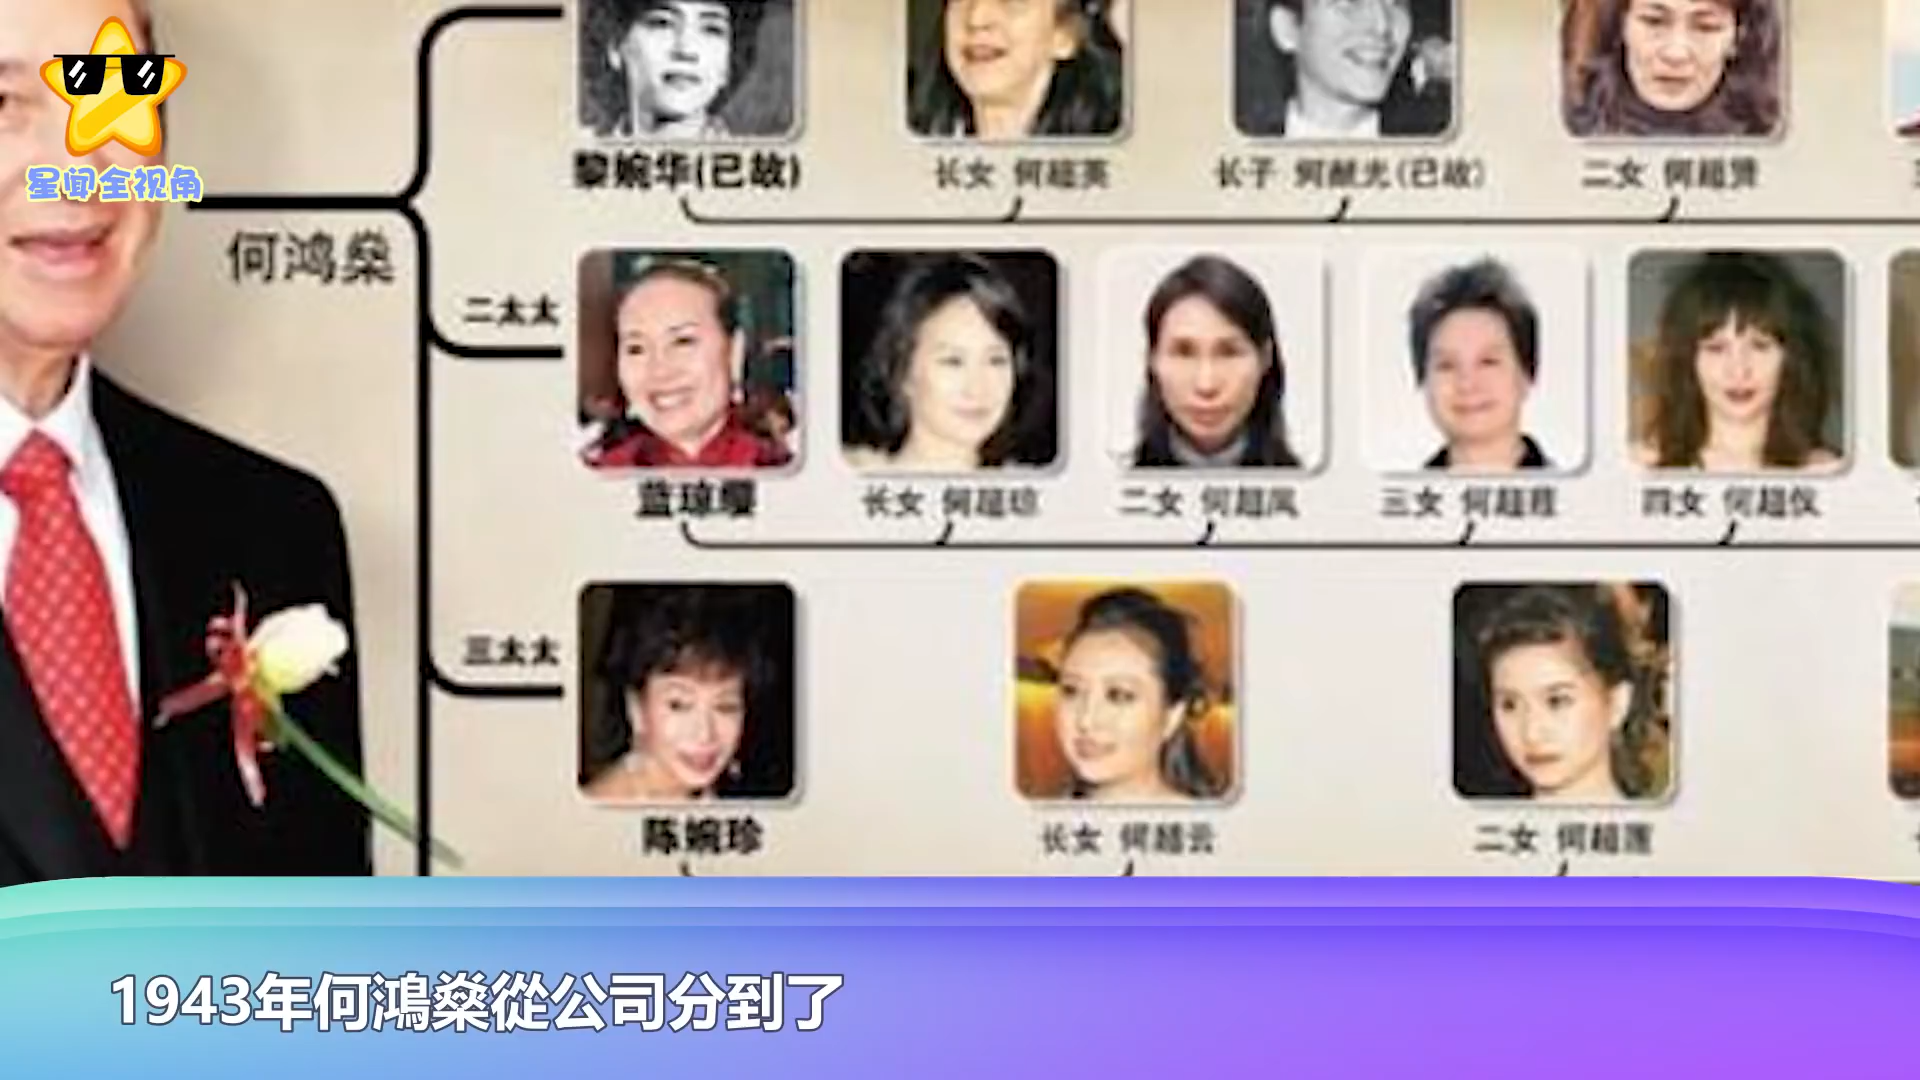 星闻全视角
何鸿燊
黎婉华(已故)
长女 何超英
长子 何猷光(已故)
二女 何超贤
二太太
蓝琼缨
长女 何超琼
二女 何超凤
三女 何超蕸
四女 何超仪
三太太
陈婉珍
长女 何超云
二女 何超莲
1943年何鴻燊從公司分到了